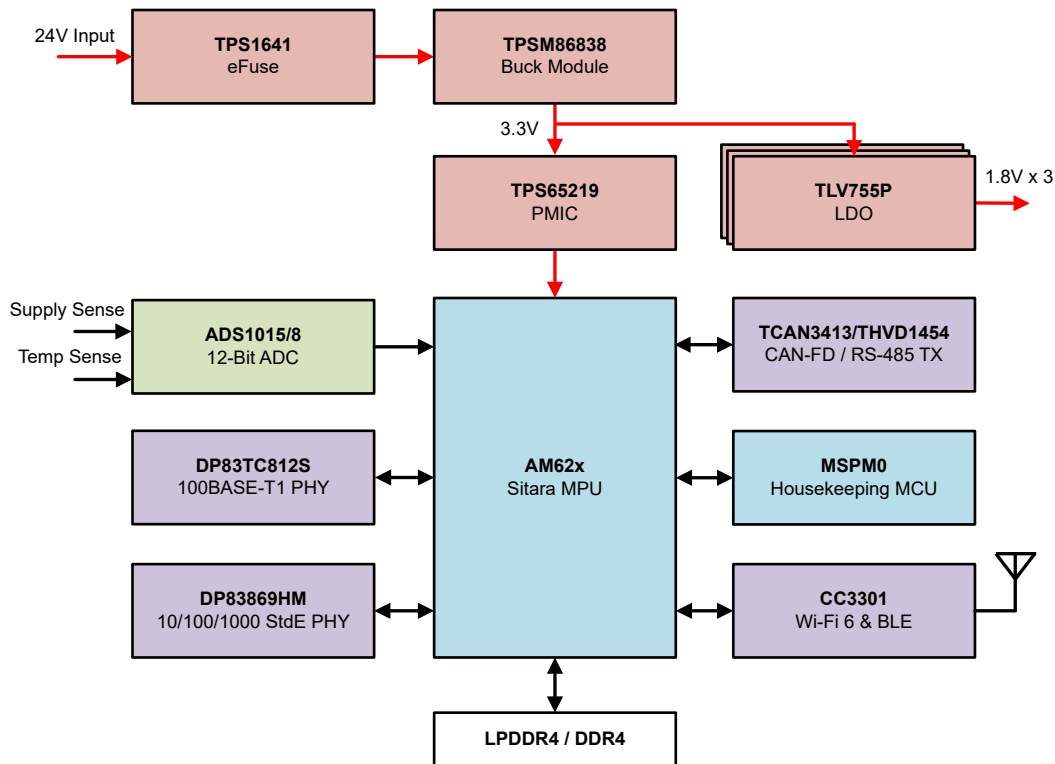 24V Input
TPS1641
eFuse
TPSM86838
Buck Module
3.3V
TPS65219
PMIC
TLV755P
LDO
1.8V x 3
Supply Sense
Temp Sense
ADS1015/8
12-Bit ADC
AM62x
Sitara MPU
TCAN3413/THVD1454
CAN-FD / RS-485 TX
DP83TC812S
100BASE-T1 PHY
MSPM0
Housekeeping MCU
DP83869HM
10/100/1000 StdE PHY
CC3301
Wi-Fi 6 & BLE
LPDDR4 / DDR4